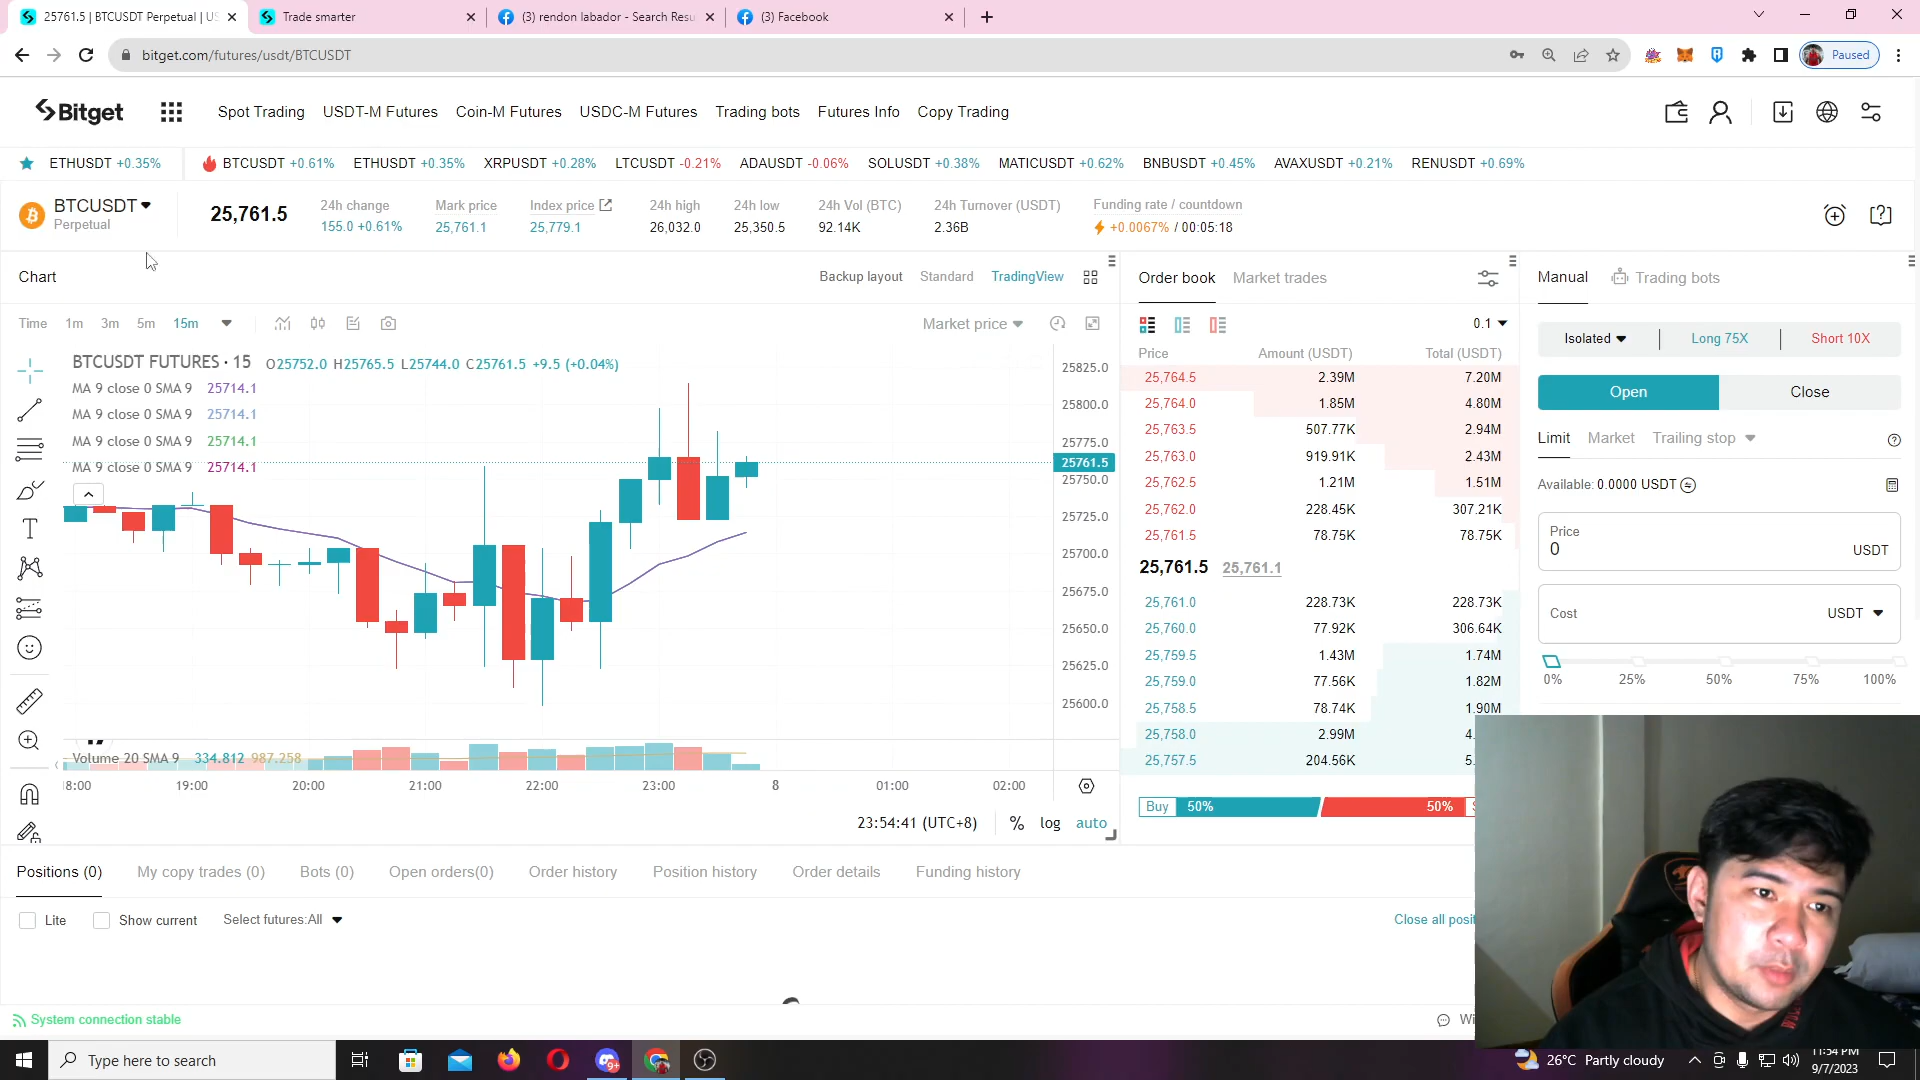 25761.5 | BTCUSDT Perpetual | US
Trade smarter
(3) rendon labador - Search Resu
(3) Facebook
bitget.com/futures/usdt/BTCUSDT
Paused
Bitget
Spot Trading
USDT-M Futures
Coin-M Futures
USDC-M Futures
Trading bots
Futures Info
Copy Trading
ETHUSDT +0.35%
BTCUSDT +0.61%
ETHUSDT +0.35%
XRPUSDT +0.28%
LTCUSDT -0.21%
ADAUSDT -0.06%
SOLUSDT +0.38%
MATICUSDT +0.62%
BNBUSDT +0.45%
AVAXUSDT +0.21%
RENUSDT +0.69%
BTCUSDT
Perpetual
25,761.5
24h change
155.0 +0.61%
Mark price
25,761.1
Index price
25,779.1
24h high
26,032.0
24h low
25,350.5
24h Vol (BTC)
92.14K
24h Turnover (USDT)
2.36B
Funding rate / countdown
+0.0067% / 00:05:18
Chart
Backup layout
Standard
TradingView
Time
1m
3m
5m
15m
Market price
BTCUSDT FUTURES · 15
O25752.0 H25765.5 L25744.0 C25761.5 +9.5 (+0.04%)
MA 9 close 0 SMA 9 25714.1
MA 9 close 0 SMA 9 25714.1
MA 9 close 0 SMA 9 25714.1
MA 9 close 0 SMA 9 25714.1
25825.0
25800.0
25775.0
25761.5
25750.0
25725.0
25700.0
25675.0
25650.0
25625.0
25600.0
Volume 20 SMA 9 334.812 987.258
8:00
19:00
20:00
21:00
22:00
23:00
8
01:00
02:00
23:54:41 (UTC+8)
%
log
auto
Order book
Market trades
0.1
Price
Amount (USDT)
Total (USDT)
25,764.5 2.39M 7.20M
25,764.0 1.85M 4.80M
25,763.5 507.77K 2.94M
25,763.0 919.91K 2.43M
25,762.5 1.21M 1.51M
25,762.0 228.45K 307.21K
25,761.5 78.75K 78.75K
25,761.5 25,761.1
25,761.0 228.73K 228.73K
25,760.0 77.92K 306.64K
25,759.5 1.43M 1.74M
25,759.0 77.56K 1.82M
25,758.5 78.74K 1.90M
25,758.0 2.99M 4.
25,757.5 204.56K 5.
Buy 50%
50%
Manual
Trading bots
Isolated
Long 75X
Short 10X
Open
Close
Limit
Market
Trailing stop
Available: 0.0000 USDT
Price
0
USDT
Cost
USDT
0%
25%
50%
75%
100%
Positions (0)
My copy trades (0)
Bots (0)
Open orders(0)
Order history
Position history
Order details
Funding history
Lite
Show current
Select futures:All
Close all posit
System connection stable
Wi
Type here to search
9+
26°C Partly cloudy
11:54 PM
9/7/2023